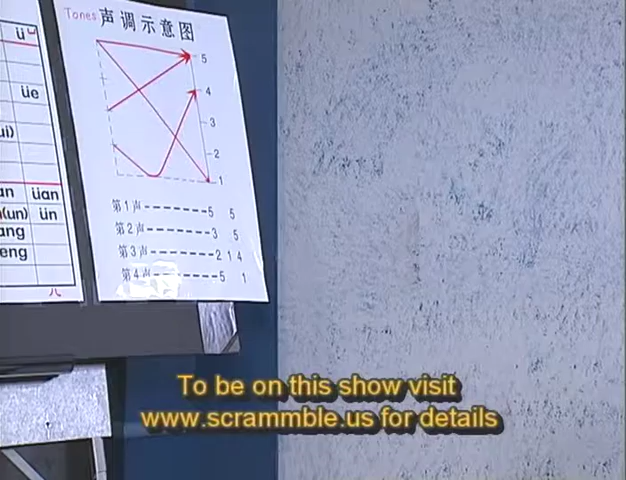 ü
üe
ui)
an üan
(un) ün
ang
eng
八
Tones 声调示意图
5
4
3
2
1
第1声 ---------- 5 5
第2声 ---------- 3 5
第3声 ---------- 2 1 4
第4声 ---------- 5 1
To be on this show visit
www.scrammble.us for details